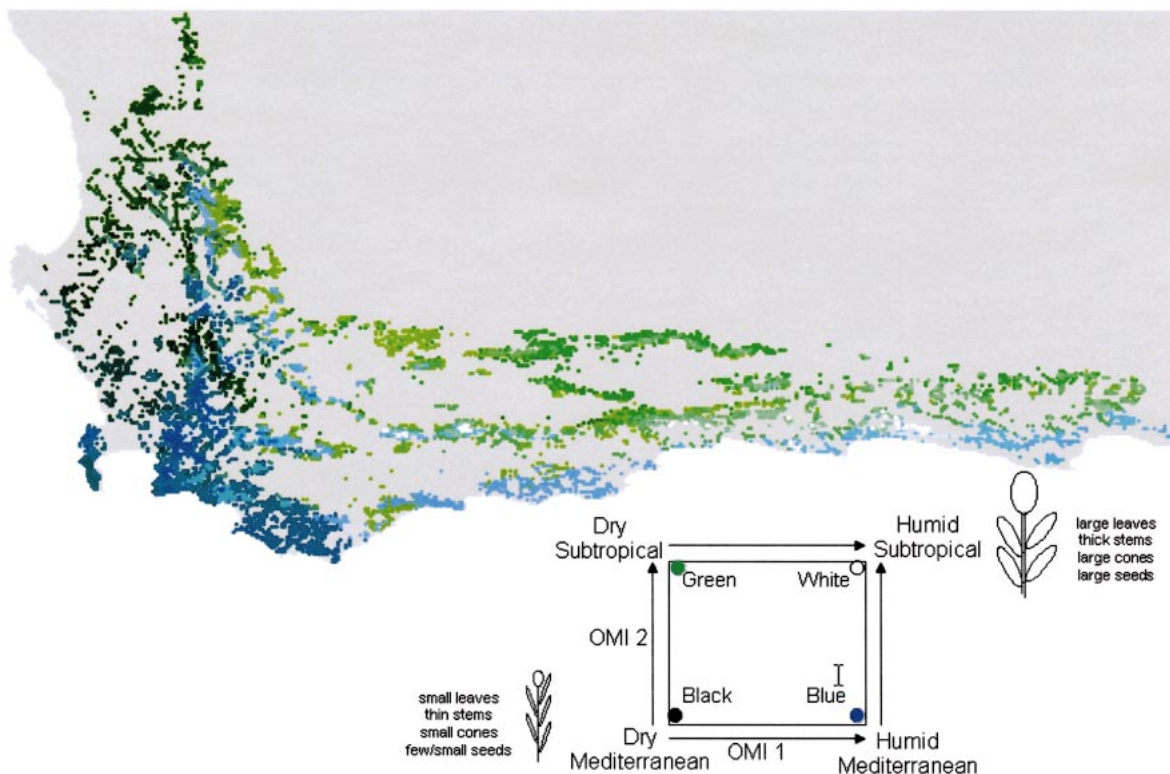 Dry
Subtropical
Humid
Subtropical
large leaves
thick stems
large cones
large seeds
Green
White
OMI 2
Black
Blue
small leaves
thin stems
small cones
few/small seeds
Dry
Mediterranean
OMI 1
Humid
Mediterranean